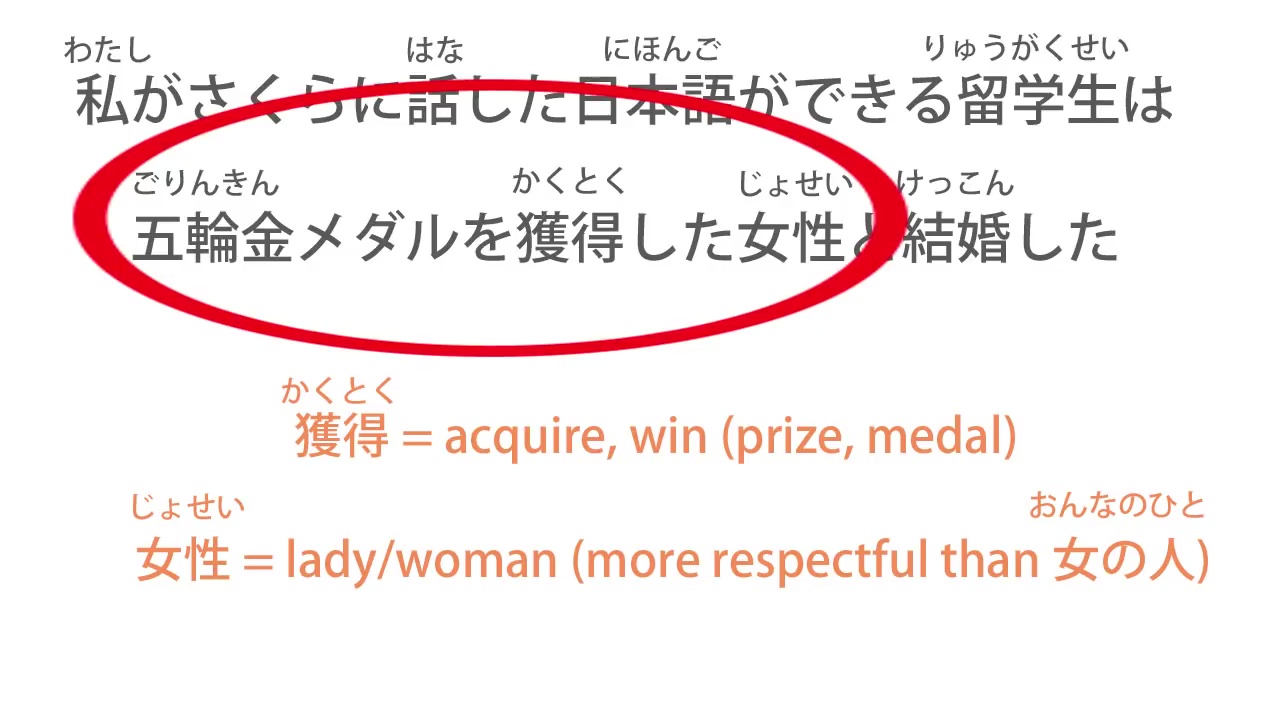 わたし はな にほんご りゅうがくせい
私がさくらに話した日本語ができる留学生は
ごりんきん かくとく じょせい けっこん
五輪金メダルを獲得した女性と結婚した
かくとく
獲得 = acquire, win (prize, medal)
じょせい おんなのひと
女性 = lady/woman (more respectful than 女の人)